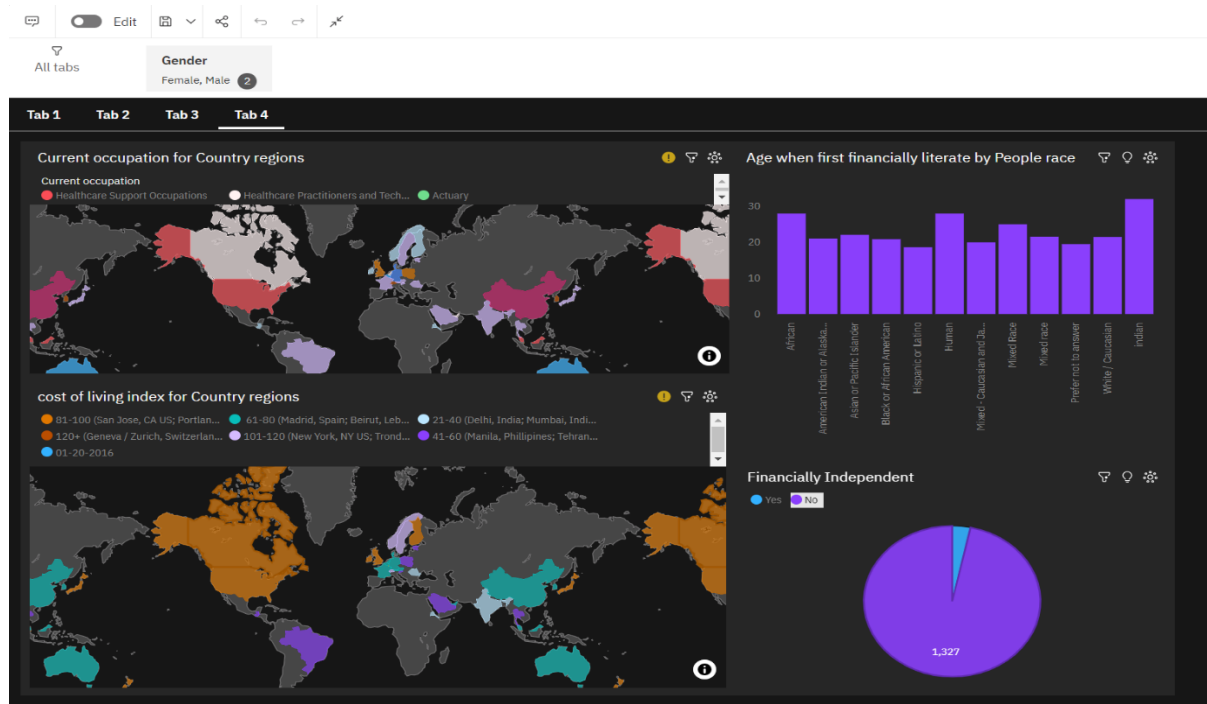 Edit
All tabs
Gender
Female, Male 2
Tab 1 Tab 2 Tab 3 Tab 4
Current occupation for Country regions
Current occupation
Healthcare Support Occupations Healthcare Practitioners and Tech... Actuary
cost of living index for Country regions
81-100 (San Jose, CA US; Portlan... 61-80 (Madrid, Spain; Beirut, Leb... 21-40 (Delhi, India; Mumbai, Indi...
120+ (Geneva / Zurich, Switzerlan... 101-120 (New York, NY US; Trond... 41-60 (Manila, Phillipines; Tehran...
01-20-2016
Age when first financially literate by People race
30
20
10
0
African
American Indian or Alaska...
Asian or Pacific Islander
Black or African American
Hispanic or Latino
Human
Mixed - Caucasian and Ja...
Mixed Race
Mixed race
Prefer not to answer
White / Caucasian
indian
Financially Independent
Yes No
1,327